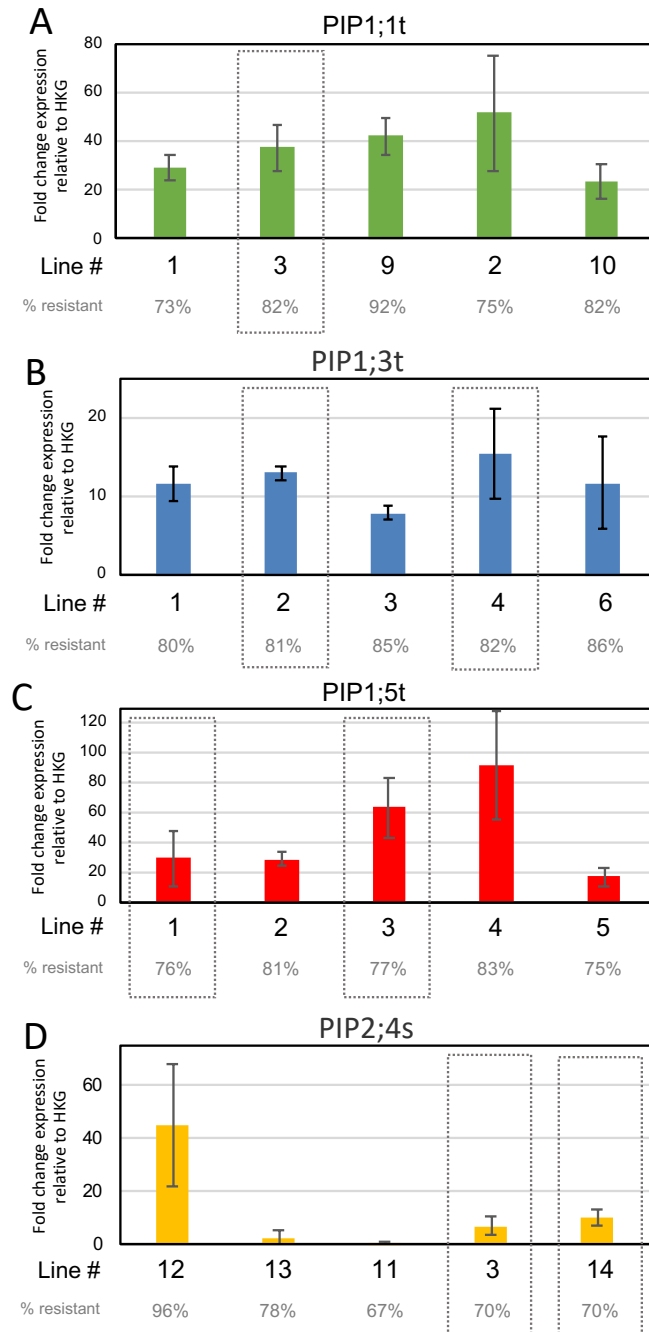 A
PIP1;1t
Fold change expression
relative to HKG
80
60
40
20
0
Line # 1 3 9 2 10
% resistant 73% 82% 92% 75% 82%
B
PIP1;3t
Fold change expression
relative to HKG
20
10
0
Line # 1 2 3 4 6
% resistant 80% 81% 85% 82% 86%
C
PIP1;5t
Fold change expression
relative to HKG
120
100
80
60
40
20
0
Line # 1 2 3 4 5
% resistant 76% 81% 77% 83% 75%
D
PIP2;4s
Fold change expression
relative to HKG
60
40
20
0
Line # 12 13 11 3 14
% resistant 96% 78% 67% 70% 70%